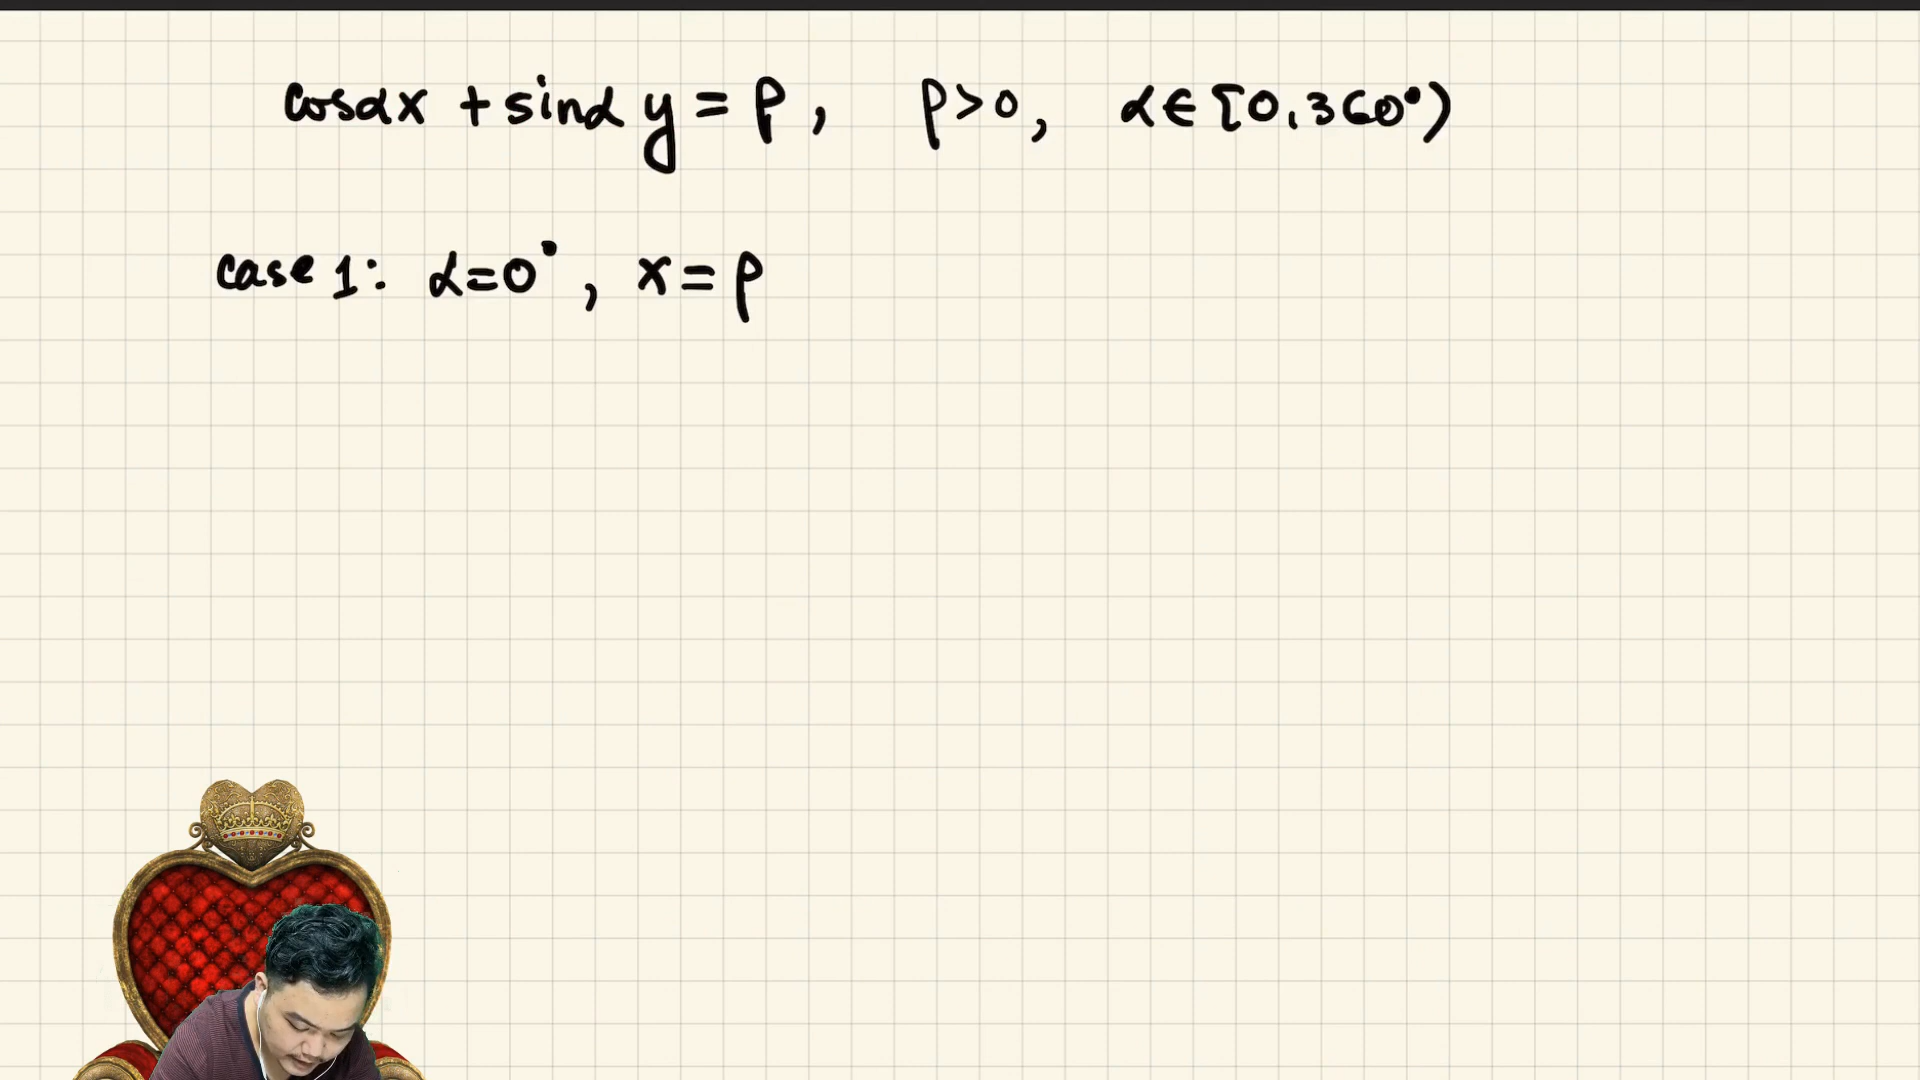 cosαx + sinα y = p, p>0, α∈[0.360°)
case 1: α=0°, x=p